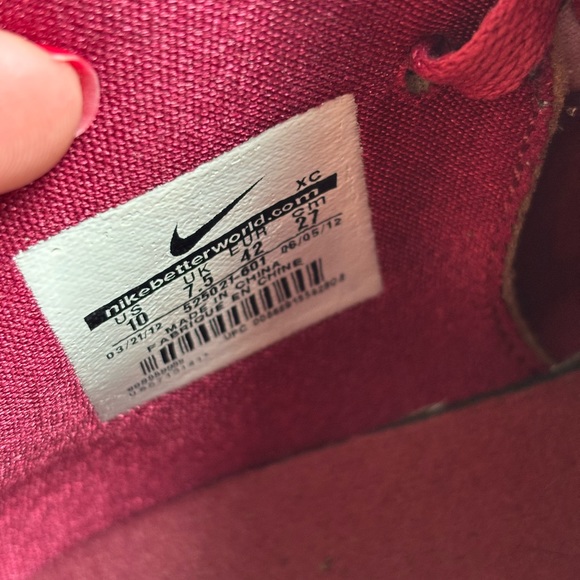 XC
nikebetterworld.com
US UK EUR cm
10 7.5 42 27
03/21/12 525021-601A 06/05/12
MADE IN CHINA
FABRIQUE EN CHINE